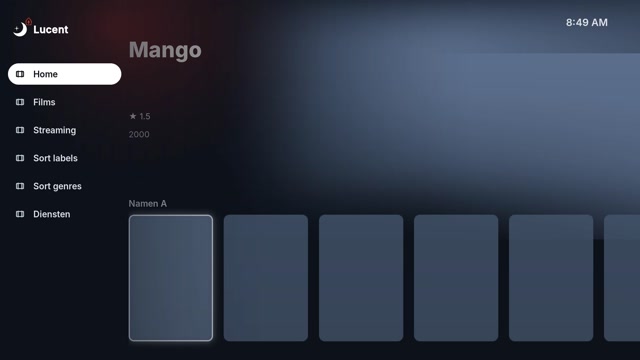 Lucent
8:49 AM
Mango
Home
Films
★ 1.5
Streaming
2000
Sort labels
Sort genres
Namen A
Diensten